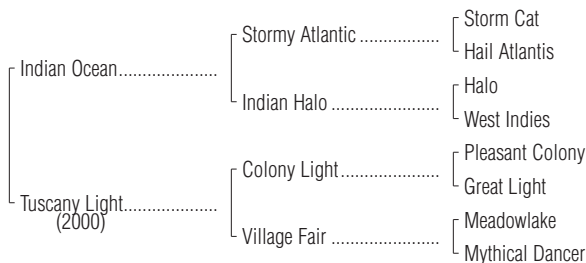 Storm Cat
Stormy Atlantic ....................
Hail Atlantis
Indian Ocean.........................
Halo
Indian Halo ...........................
West Indies
Pleasant Colony
Colony Light.........................
Great Light
Tuscany Light.......................
(2000)
Meadowlake
Village Fair ...........................
Mythical Dancer